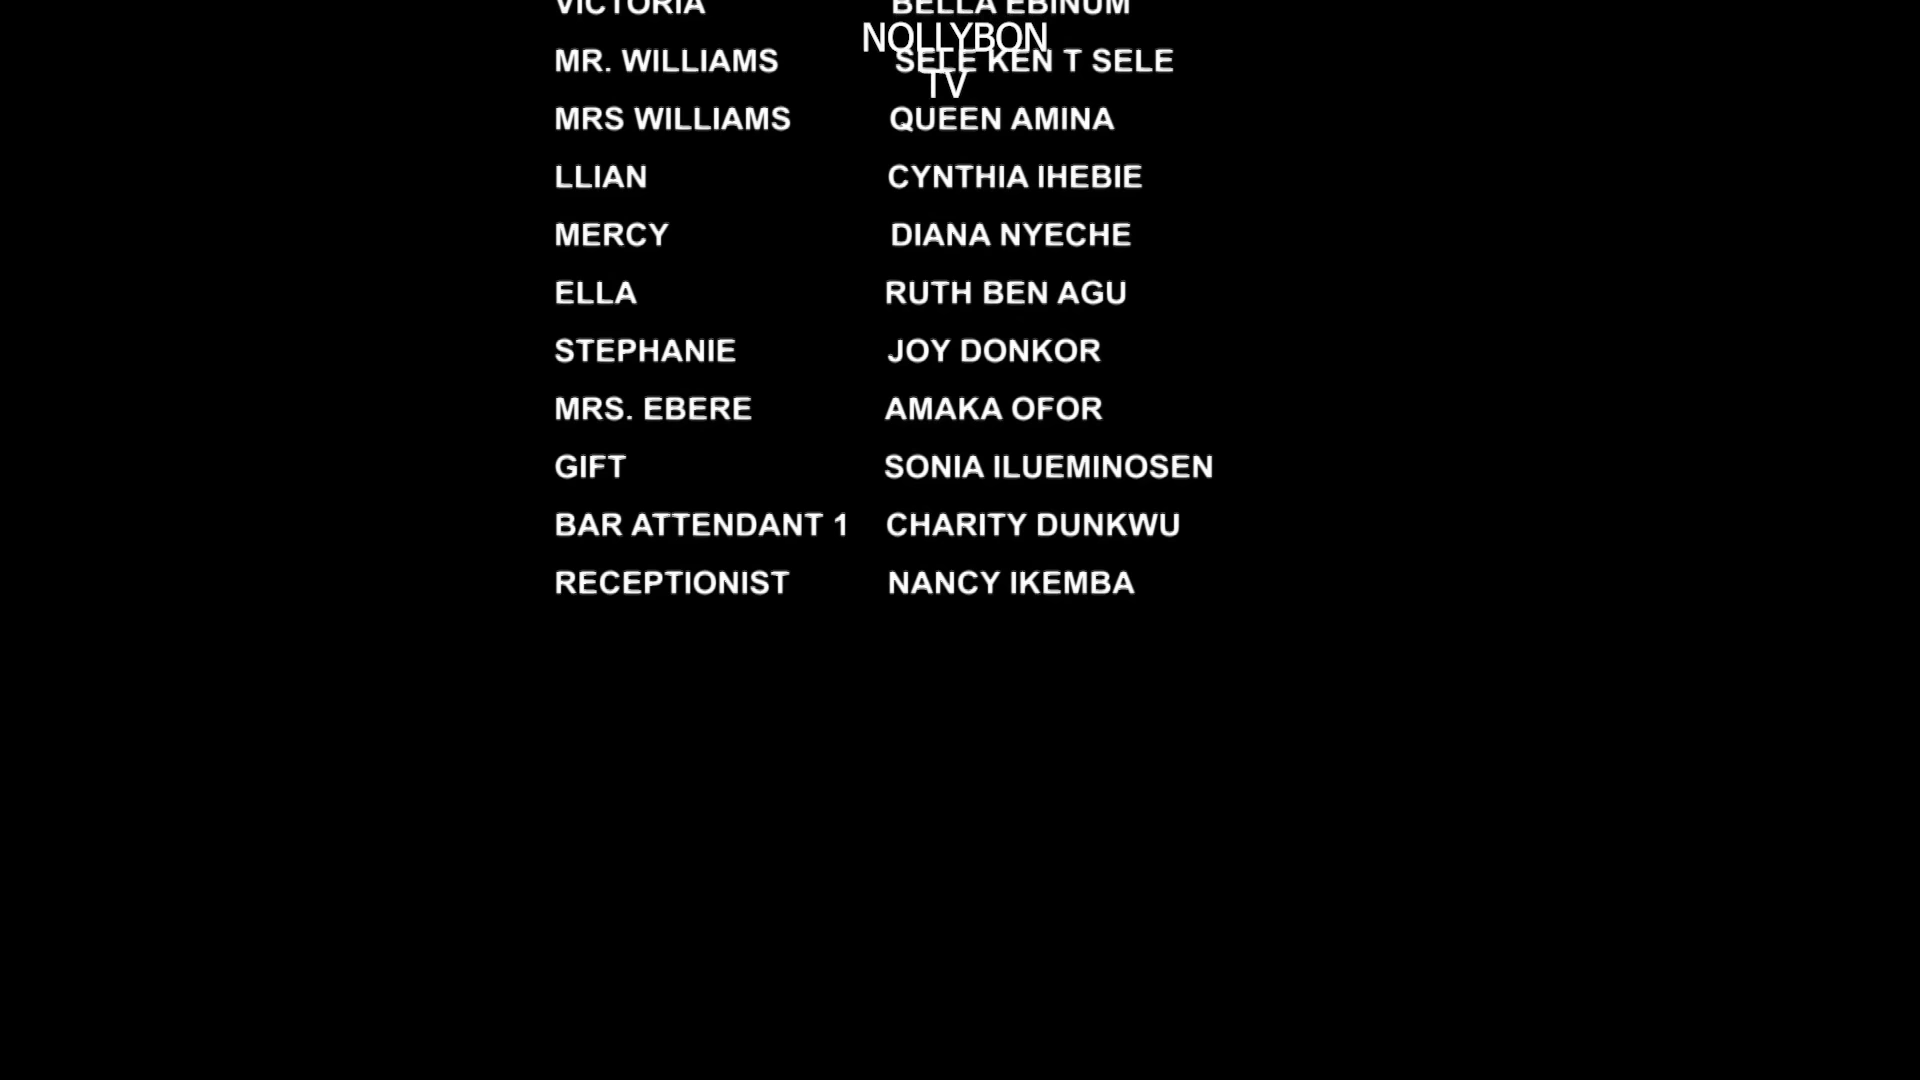 VICTORIA BELLA EBINUM
NOLLYBON
MR. WILLIAMS SELE KEN T SELE
TV
MRS WILLIAMS QUEEN AMINA
LLIAN CYNTHIA IHEBIE
MERCY DIANA NYECHE
ELLA RUTH BEN AGU
STEPHANIE JOY DONKOR
MRS. EBERE AMAKA OFOR
GIFT SONIA ILUEMINOSEN
BAR ATTENDANT 1 CHARITY DUNKWU
RECEPTIONIST NANCY IKEMBA